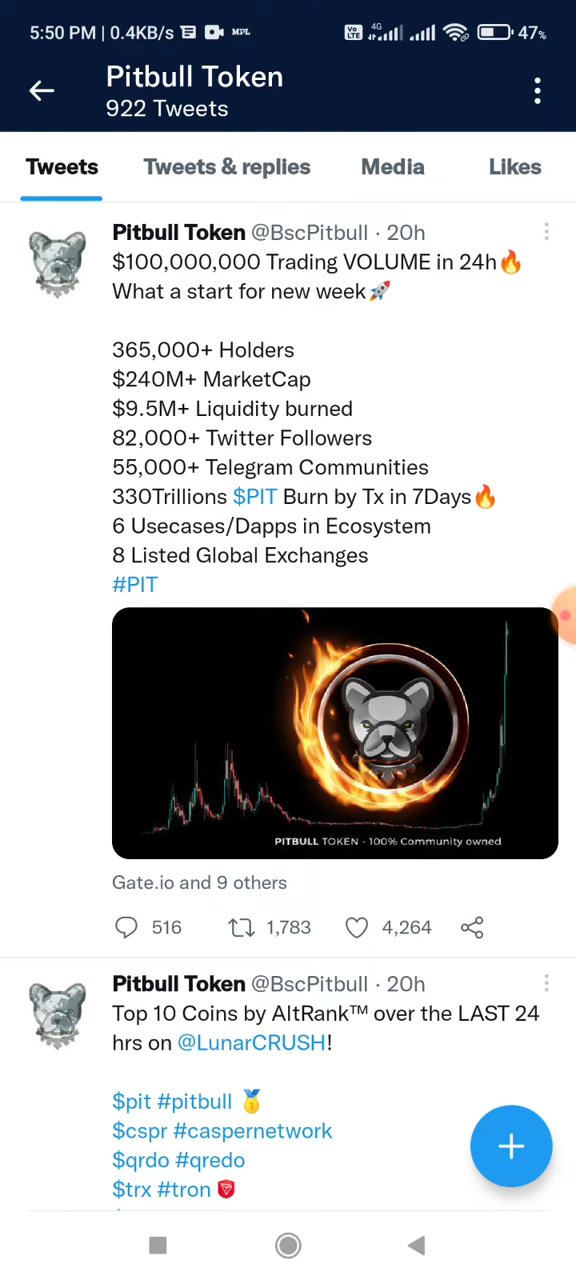 5:50 PM | 0.4KB/s MPL Vo LTE 4G 47%
Pitbull Token
922 Tweets
Tweets Tweets & replies Media Likes
Pitbull Token @BscPitbull · 20h
$100,000,000 Trading VOLUME in 24h🔥
What a start for new week🚀
365,000+ Holders
$240M+ MarketCap
$9.5M+ Liquidity burned
82,000+ Twitter Followers
55,000+ Telegram Communities
330Trillions $PIT Burn by Tx in 7Days🔥
6 Usecases/Dapps in Ecosystem
8 Listed Global Exchanges
#PIT
PITBULL TOKEN - 100% Community owned
Gate.io and 9 others
516 1,783 4,264
Pitbull Token @BscPitbull · 20h
Top 10 Coins by AltRank™ over the LAST 24
hrs on @LunarCRUSH!
$pit #pitbull 🥇
$cspr #caspernetwork
$qrdo #qredo
$trx #tron